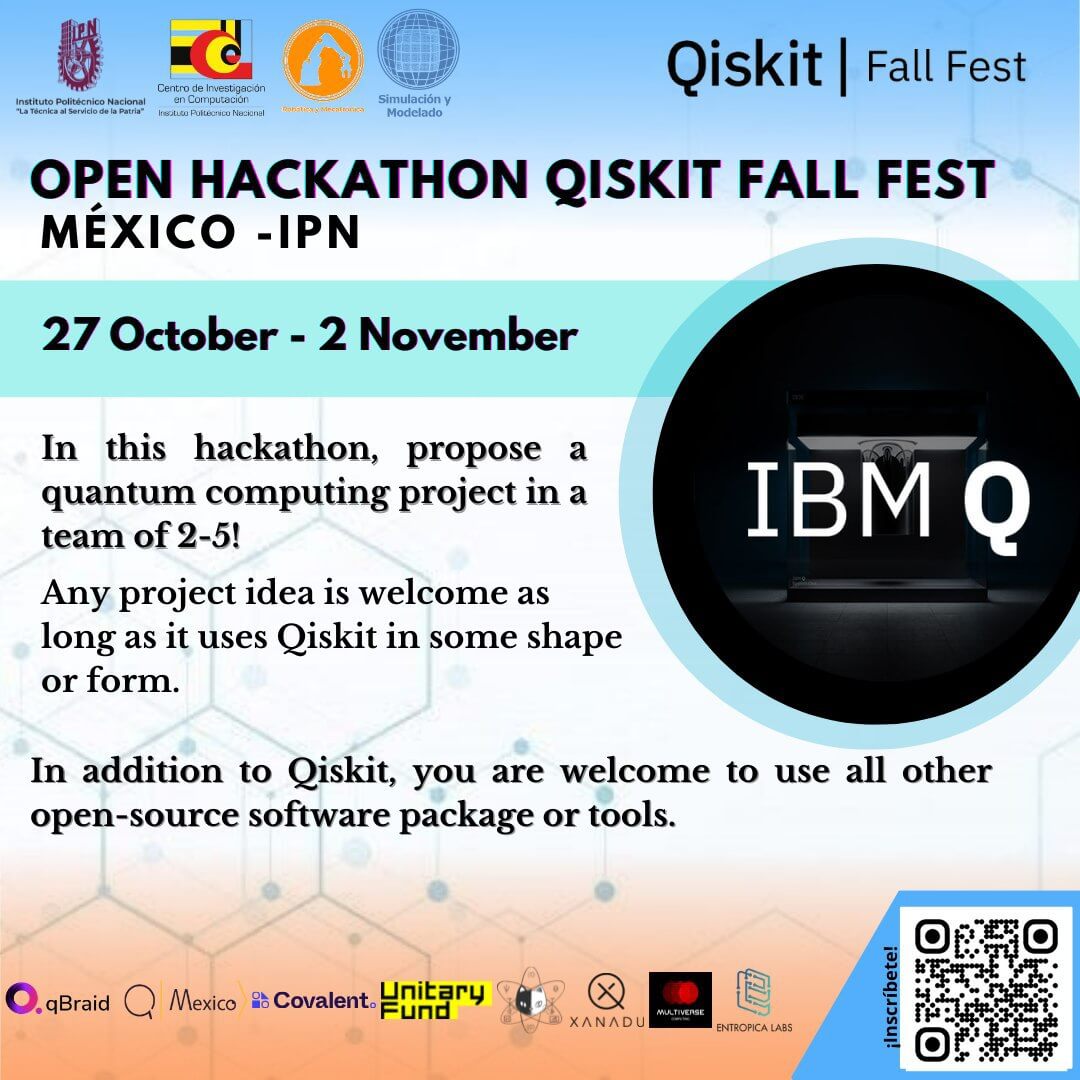 IPN
Instituto Politécnico Nacional
"La Técnica al Servicio de la Patria"
Centro de Investigación
en Computación
Instituto Politécnico Nacional
Robótica y Mecatrónica
Simulación y
Modelado
Qiskit | Fall Fest
OPEN HACKATHON QISKIT FALL FEST
MÉXICO -IPN
27 October - 2 November
In this hackathon, propose a
quantum computing project in a
team of 2-5!
Any project idea is welcome as
long as it uses Qiskit in some shape
or form.
IBM Q
In addition to Qiskit, you are welcome to use all other
open-source software package or tools.
qBraid
Q | Mexico
Covalent
Unitary
Fund
XANADU
MULTIVERSE
COMPUTING
ENTROPICA LABS
¡Inscríbete!